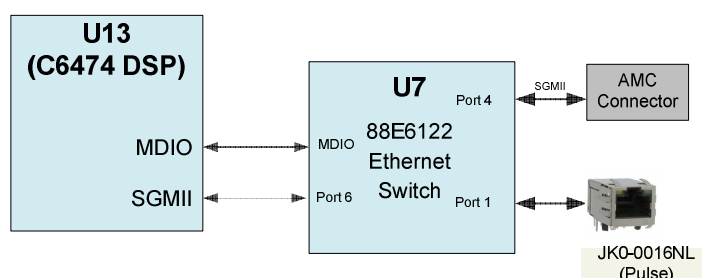 U13
(C6474 DSP)
MDIO
SGMII
U7
88E6122
Ethernet
Switch
MDIO
Port 6
Port 4
Port 1
SGMII
AMC
Connector
JK0-0016NL
(Pulse)